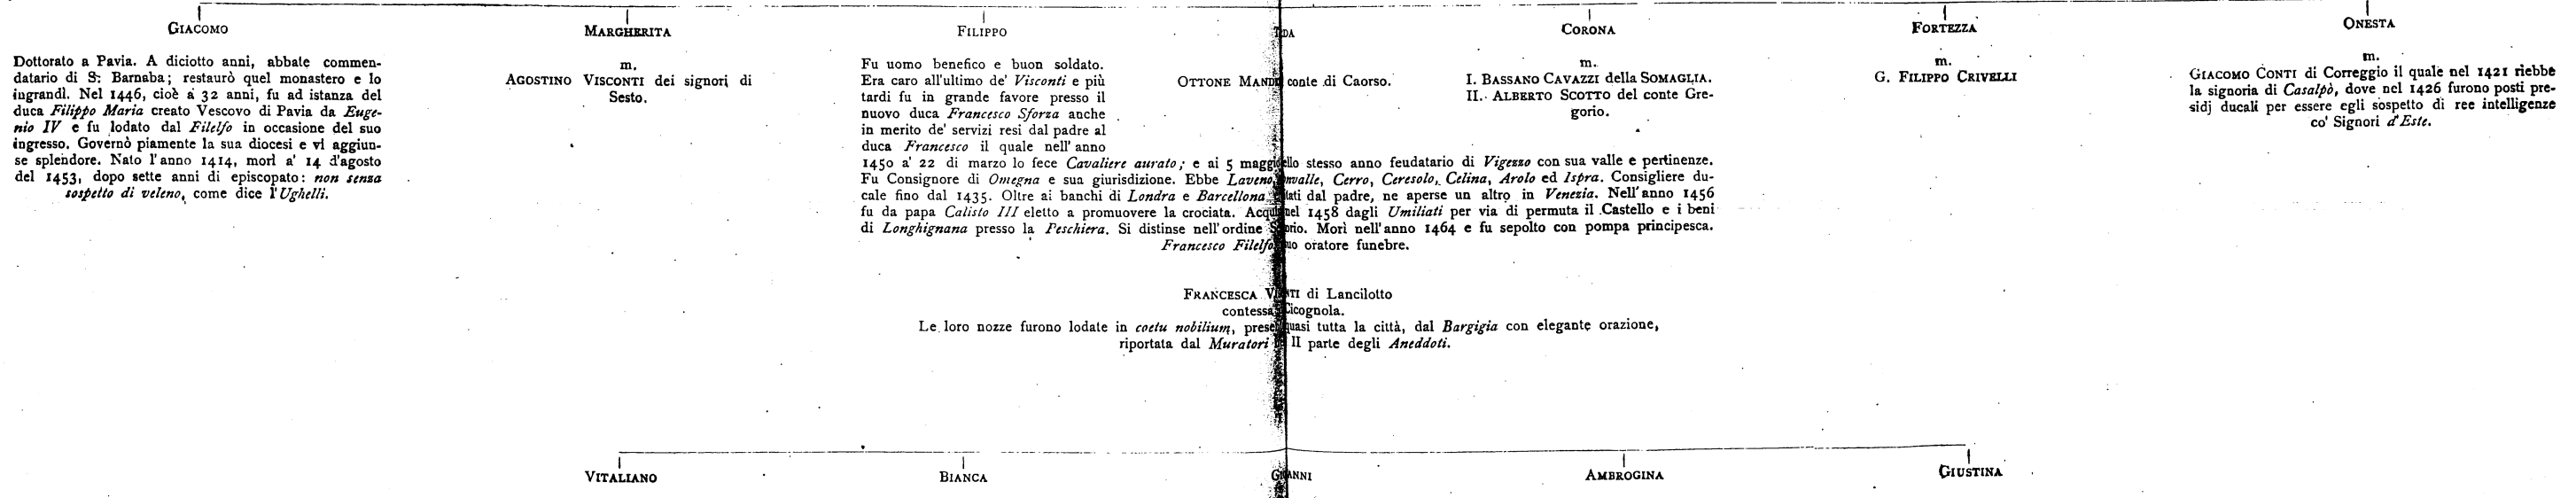 GIACOMO
Dottorato a Pavia. A diciotto anni, abbate commen-
datario di S. Barnaba; restaurò quel monastero e lo
ingrandì. Nel 1446, cioè a 32 anni, fu ad istanza del
duca Filippo Maria creato Vescovo di Pavia da Euge-
nio IV e fu lodato dal Filelfo in occasione del suo
ingresso. Governò piamente la sua diocesi e vi aggiun-
se splendore. Nato l'anno 1414, morì a' 14 d'agosto
del 1453, dopo sette anni di episcopato: non senza
sospetto di veleno, come dice l'Ughelli.
MARGHERITA
m.
AGOSTINO VISCONTI dei signori di
Sesto.
FILIPPO
Fu uomo benefico e buon soldato.
Era caro all'ultimo de' Visconti e più
tardi fu in grande favore presso il
nuovo duca Francesco Sforza anche
in merito de' servizi resi dal padre al
duca Francesco il quale nell'anno
1450 a' 22 di marzo lo fece Cavaliere aurato; e ai 5 stesso anno feudatario di Vigezzo con sua valle e pertinenze.
Fu Consignore di Omegna e sua giurisdizione. Ebbe Laveno, Cerro, Ceresolo, Celina, Arolo ed Ispra. Consigliere du-
cale fino dal 1435. Oltre ai banchi di Londra e Barcellona dal padre, ne aperse un altro in Venezia. Nell'anno 1456
fu da papa Calisto III eletto a promuovere la crociata. nel 1458 dagli Umiliati per via di permuta il Castello e i beni
di Longhignana presso la Peschiera. Si distinse nell'ordine Morì nell'anno 1464 e fu sepolto con pompa principesca.
Francesco Filelfo oratore funebre.
OTTONE conte di Caorso.
CORONA
m.
I. BASSANO CAVAZZI della SOMAGLIA.
II. ALBERTO SCOTTO del conte Gre-
gorio.
FORTEZZA
m.
G. FILIPPO CRIVELLI
ONESTA
m.
GIACOMO CONTI di Correggio il quale nel 1421 riebbe
la signoria di Casalpò, dove nel 1426 furono posti pre-
sidj ducali per essere egli sospetto di ree intelligenze
co' Signori d'Este.
FRANCESCA di Lancilotto
contessa Cicognola.
Le loro nozze furono lodate in coetu nobilium, quasi tutta la città, dal Bargigia con elegante orazione,
riportata dal Muratori II parte degli Aneddoti.
VITALIANO
BIANCA
AMBROGINA
GIUSTINA